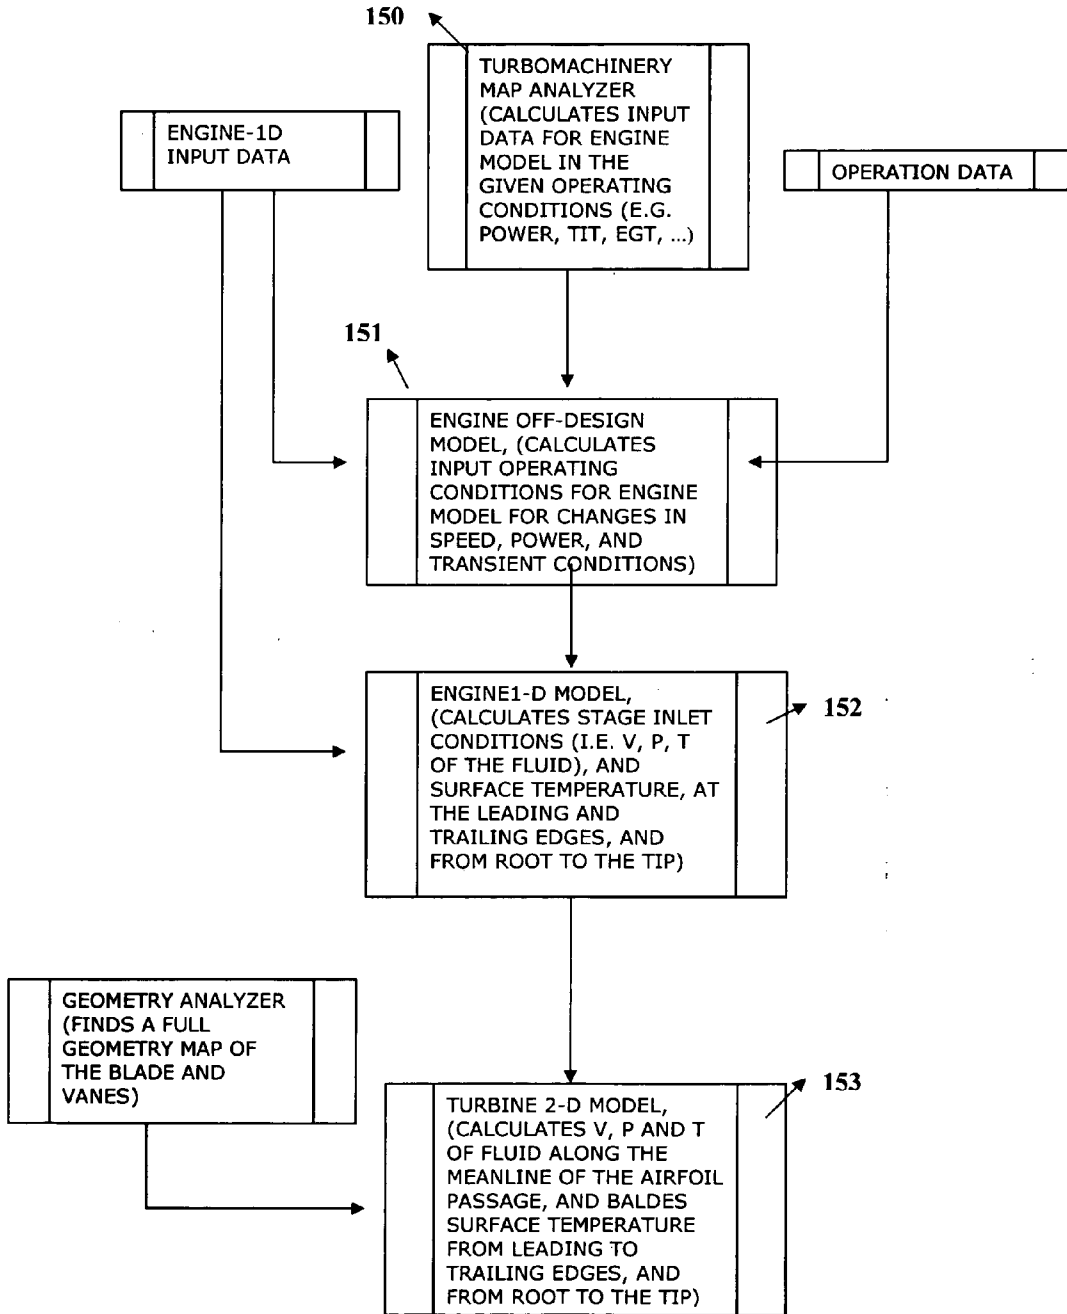 150
TURBOMACHINERY
MAP ANALYZER
(CALCULATES INPUT
DATA FOR ENGINE
MODEL IN THE
GIVEN OPERATING
CONDITIONS (E.G.
POWER, TIT, EGT, ...)
ENGINE-1D
INPUT DATA
OPERATION DATA
151
ENGINE OFF-DESIGN
MODEL, (CALCULATES
INPUT OPERATING
CONDITIONS FOR ENGINE
MODEL FOR CHANGES IN
SPEED, POWER, AND
TRANSIENT CONDITIONS)
ENGINE1-D MODEL,
(CALCULATES STAGE INLET
CONDITIONS (I.E. V, P, T
OF THE FLUID), AND
SURFACE TEMPERATURE, AT
THE LEADING AND
TRAILING EDGES, AND
FROM ROOT TO THE TIP)
152
GEOMETRY ANALYZER
(FINDS A FULL
GEOMETRY MAP OF
THE BLADE AND
VANES)
153
TURBINE 2-D MODEL,
(CALCULATES V, P AND T
OF FLUID ALONG THE
MEANLINE OF THE AIRFOIL
PASSAGE, AND BALDES
SURFACE TEMPERATURE
FROM LEADING TO
TRAILING EDGES, AND
FROM ROOT TO THE TIP)